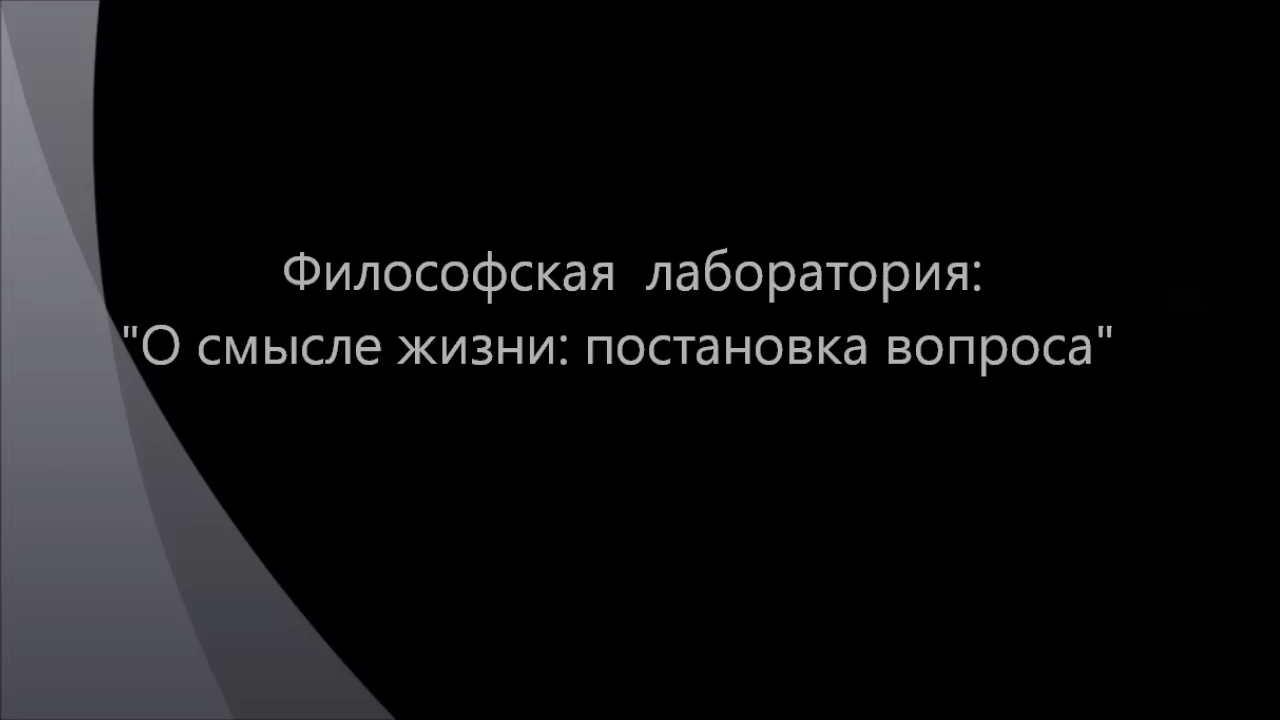 Философская лаборатория:
"О смысле жизни: постановка вопроса"